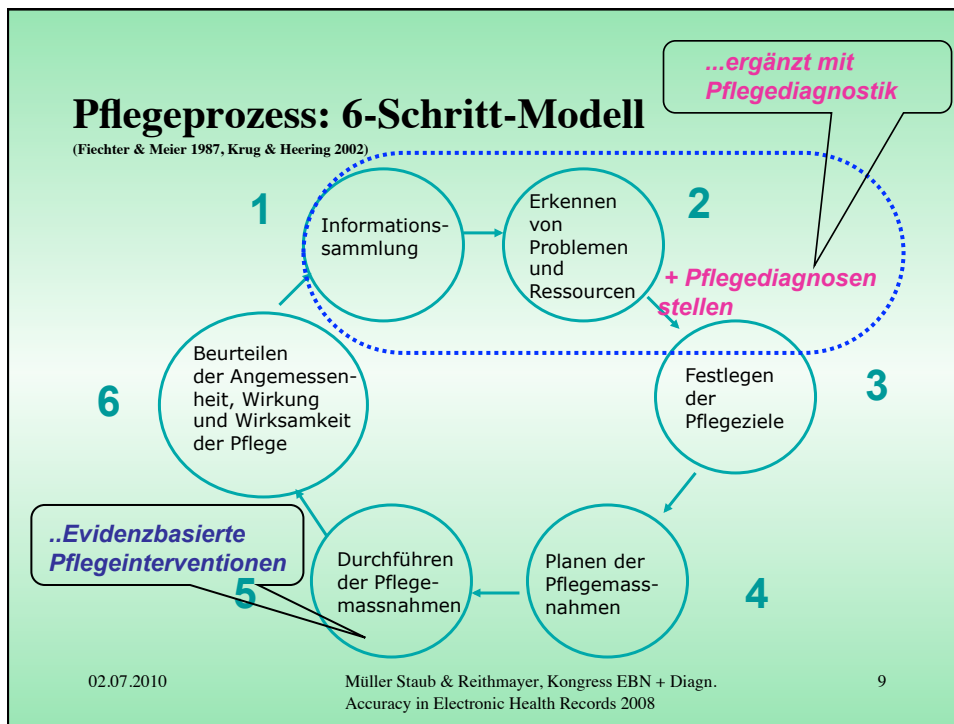 ...ergänzt mit
Pflegediagnostik
Pflegeprozess: 6-Schritt-Modell
(Fiechter & Meier 1987, Krug & Heering 2002)
1
Informations-
sammlung
Erkennen
von
Problemen
und
Ressourcen
2
+ Pflegediagnosen
stellen
Festlegen
der
Pflegeziele
3
Planen der
Pflegemass-
nahmen
4
Durchführen
der Pflege-
massnahmen
5
..Evidenzbasierte
Pflegeinterventionen
Beurteilen
der Angemessen-
heit, Wirkung
und Wirksamkeit
der Pflege
6
02.07.2010
Müller Staub & Reithmayer, Kongress EBN + Diagn.
Accuracy in Electronic Health Records 2008
9